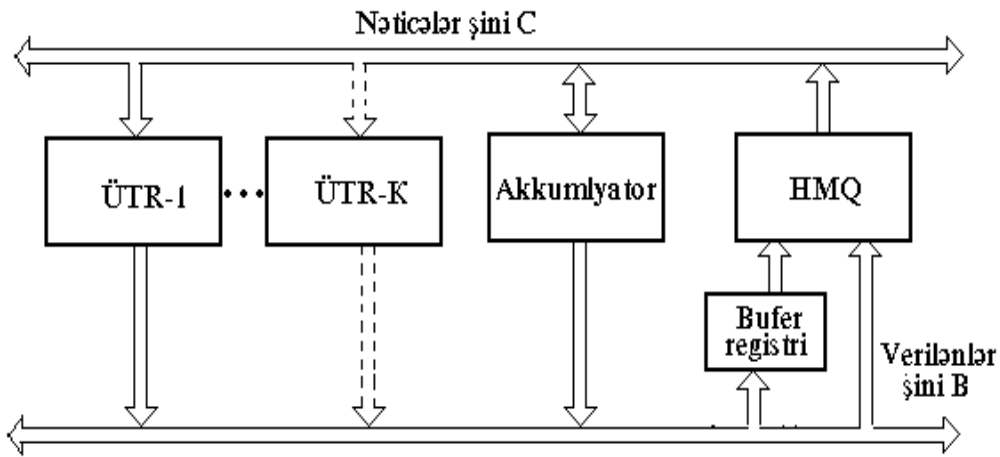 Nəticələr şini C
ÜTR-1
ÜTR-K
Akkumlyator
HMQ
Bufer
registri
Verilənlər
şini B